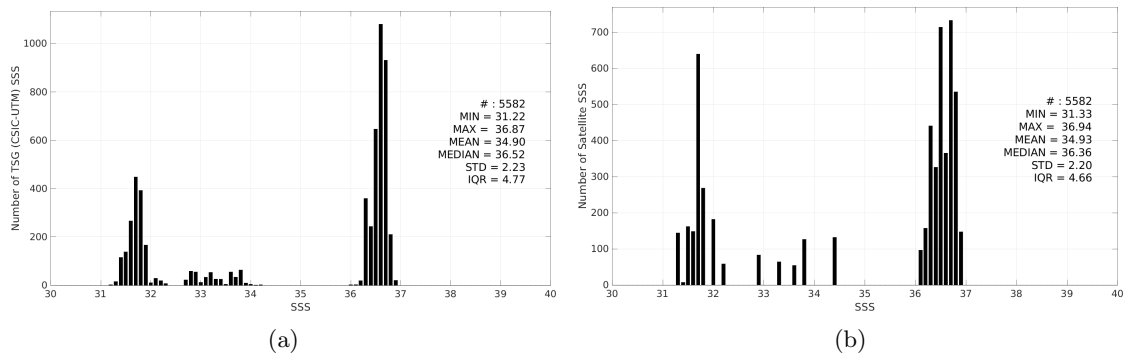 Number of TSG (CSIC-UTM) SSS
1000
800
600
400
200
0
30 31 32 33 34 35 36 37 38 39 40
SSS
# : 5582
MIN = 31.22
MAX = 36.87
MEAN = 34.90
MEDIAN = 36.52
STD = 2.23
IQR = 4.77
(a)
Number of Satellite SSS
700
600
500
400
300
200
100
0
30 31 32 33 34 35 36 37 38 39 40
SSS
# : 5582
MIN = 31.33
MAX = 36.94
MEAN = 34.93
MEDIAN = 36.36
STD = 2.20
IQR = 4.66
(b)